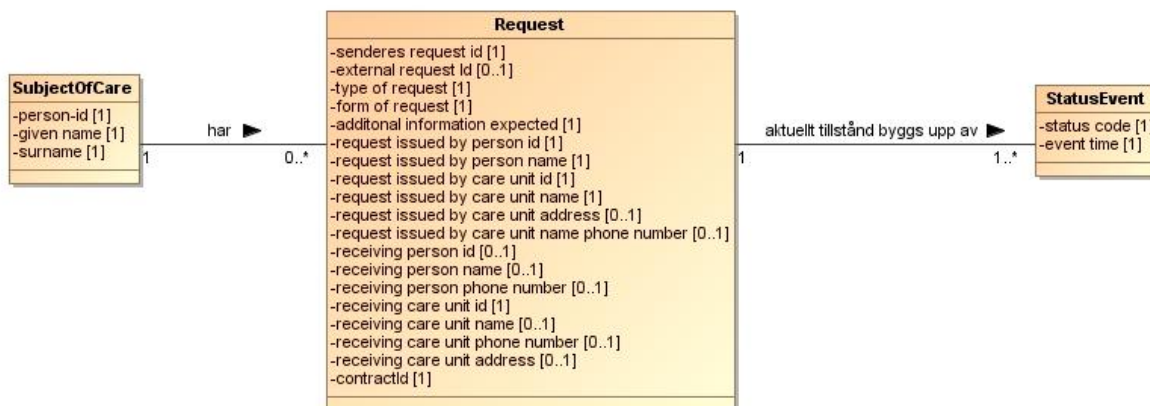 SubjectOfCare
-person-id [1]
-given name [1]
-surname [1]
har
1
0..*
Request
-senderes request id [1]
-external request Id [0..1]
-type of request [1]
-form of request [1]
-additonal information expected [1]
-request issued by person id [1]
-request issued by person name [1]
-request issued by care unit id [1]
-request issued by care unit name [1]
-request issued by care unit address [0..1]
-request issued by care unit name phone number [0..1]
-receiving person id [0..1]
-receiving person name [0..1]
-receiving person phone number [0..1]
-receiving care unit id [1]
-receiving care unit name [0..1]
-receiving care unit phone number [0..1]
-receiving care unit address [0..1]
-contractId [1]
aktuellt tillstånd byggs upp av
1
1..*
StatusEvent
-status code [1]
-event time [1]